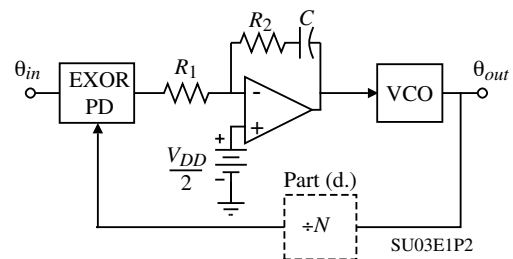 R2 C
θin
EXOR
PD
R1
-
+
VCO
θout
+
VDD
2
-
Part (d.)
÷N
SU03E1P2